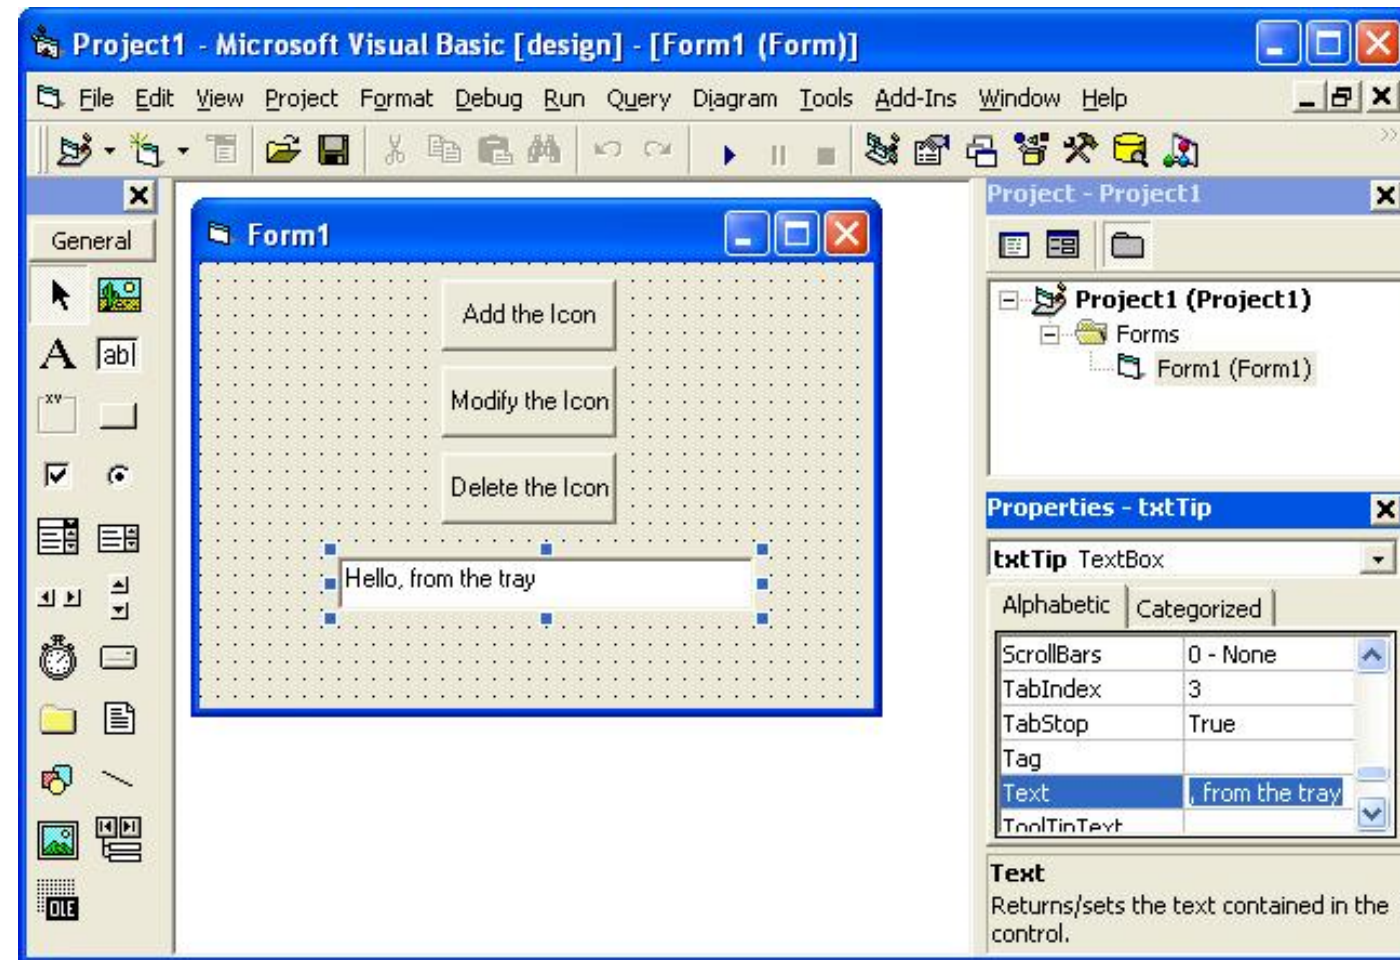 Project1 - Microsoft Visual Basic [design] - [Form1 (Form)]
File Edit View Project Format Debug Run Query Diagram Tools Add-Ins Window Help
General
A
ab
xy
OLE
Form1
Add the Icon
Modify the Icon
Delete the Icon
Hello, from the tray
Project - Project1
Project1 (Project1)
Forms
Form1 (Form1)
Properties - txtTip
txtTip TextBox
Alphabetic Categorized
ScrollBars 0 - None
TabIndex 3
TabStop True
Tag
Text , from the tray
ToolTipText
Text
Returns/sets the text contained in the
control.